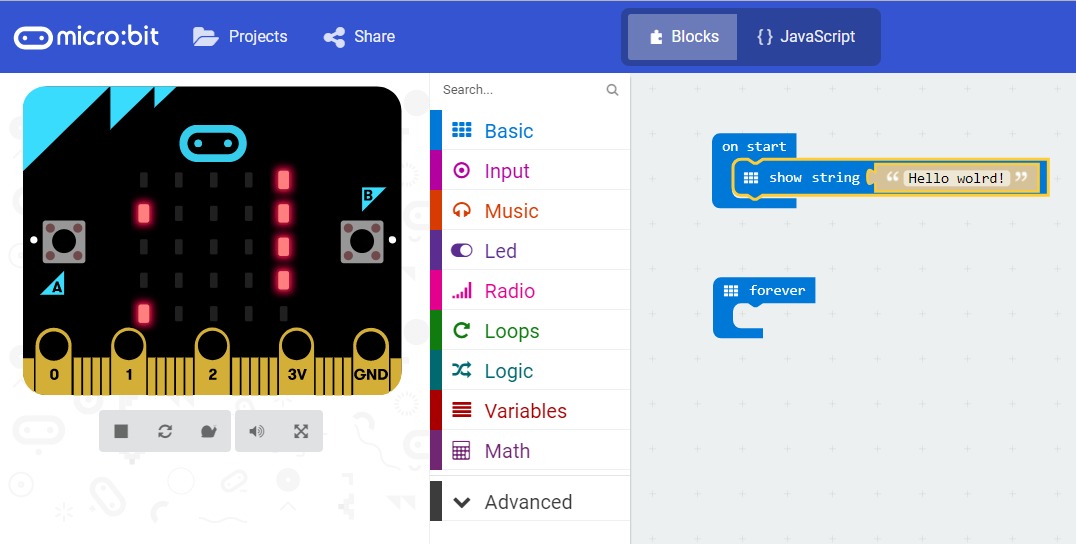 micro:bit Projects Share Blocks { } JavaScript
B
A
0 1 2 3V GND
Search...
Basic
Input
Music
Led
Radio
Loops
Logic
Variables
Math
Advanced
on start
show string “ Hello wolrd! ”
forever